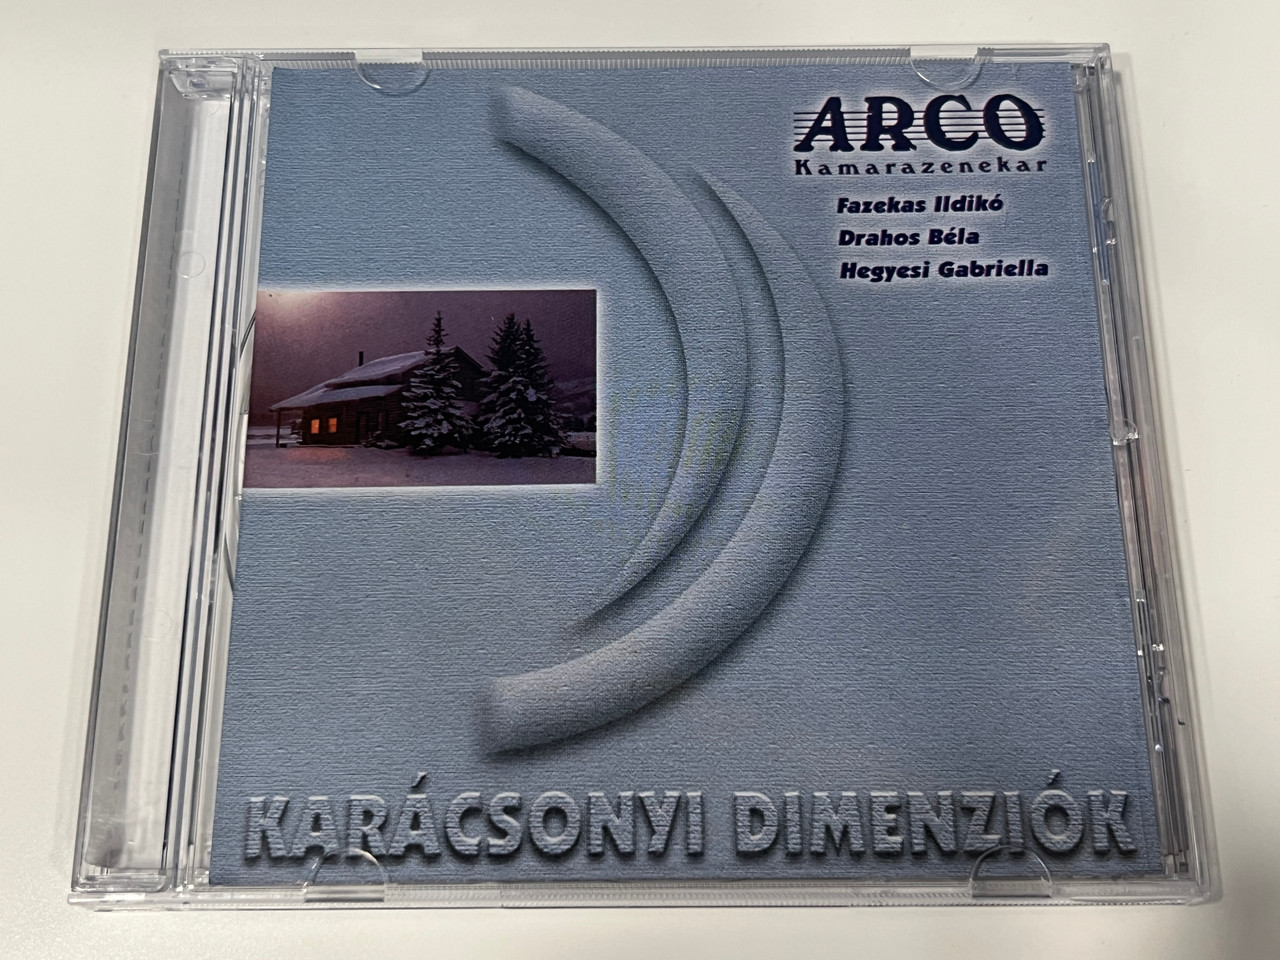 ARCO
Kamarazenekar
Fazekas Ildikó
Drahos Béla
Hegyesi Gabriella
KARÁCSONYI DIMENZIÓK